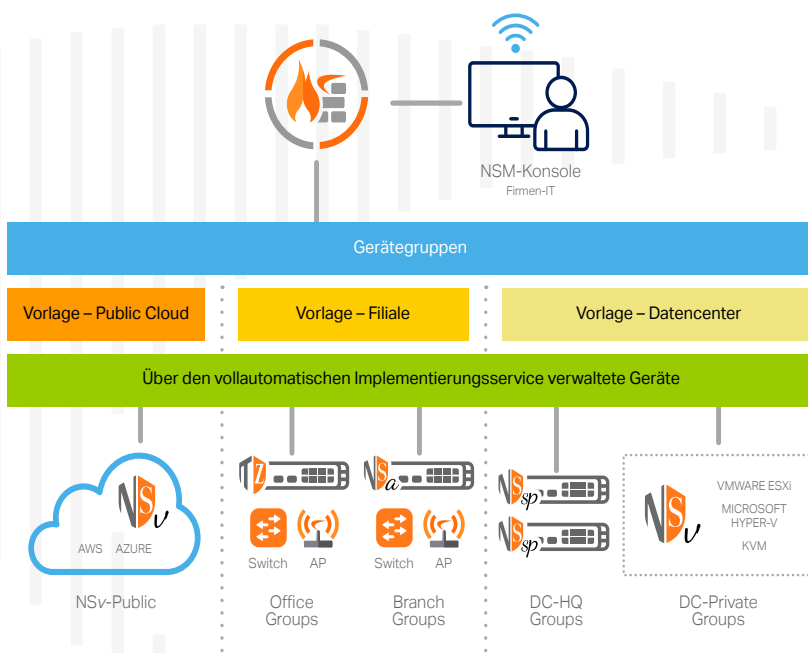 NSM-Konsole
Firmen-IT
Gerätegruppen
Vorlage – Public Cloud
Vorlage – Filiale
Vorlage – Datencenter
Über den vollautomatischen Implementierungsservice verwaltete Geräte
NSv
AWS AZURE
NSv-Public
TZ
Switch AP
Office
Groups
NSa
Switch AP
Branch
Groups
NSsp
NSsp
DC-HQ
Groups
NSv
VMWARE ESXi
MICROSOFT
HYPER-V
KVM
DC-Private
Groups